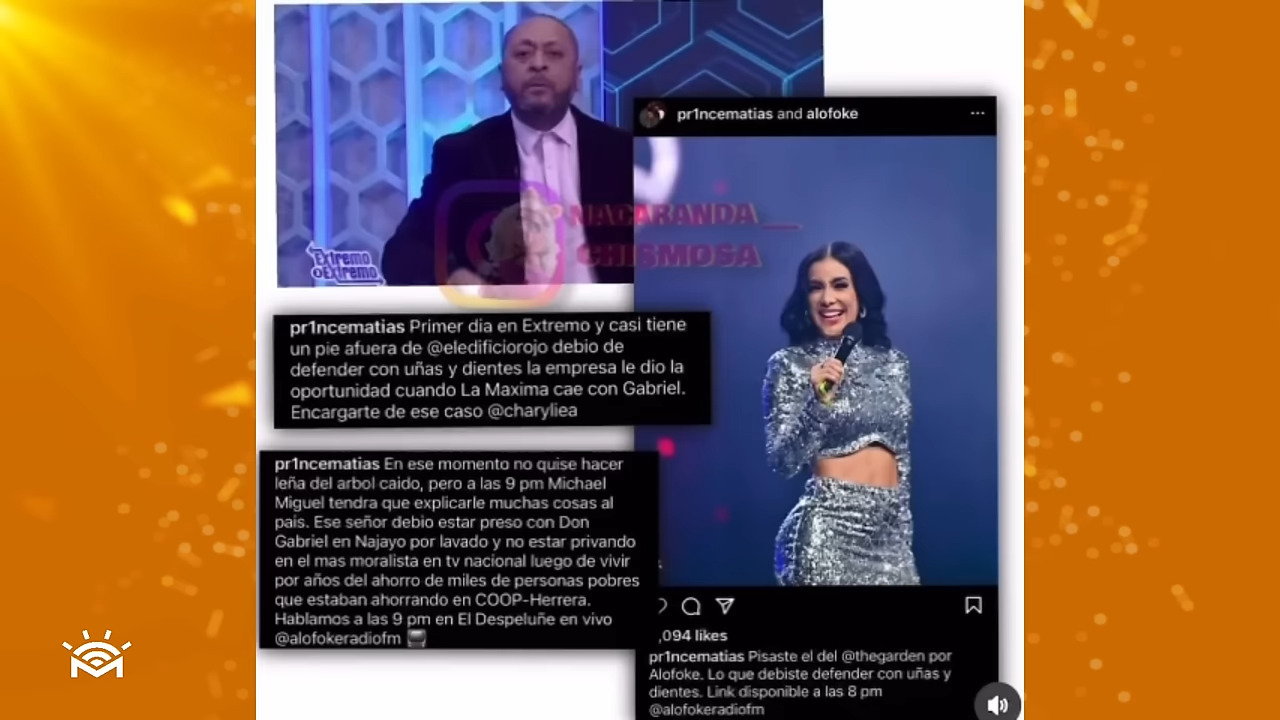 Extremo
a Extremo
NACARANDA__
CHISMOSA
pr1ncematias and alofoke
pr1ncematias Primer dia en Extremo y casi tiene
un pie afuera de @eledificiorojo debio de
defender con uñas y dientes la empresa le dio la
oportunidad cuando La Maxima cae con Gabriel.
Encargarte de ese caso @charyliea
pr1ncematias En ese momento no quise hacer
leña del arbol caido, pero a las 9 pm Michael
Miguel tendra que explicarle muchas cosas al
pais. Ese señor debio estar preso con Don
Gabriel en Najayo por lavado y no estar privando
en el mas moralista en tv nacional luego de vivir
por años del ahorro de miles de personas pobres
que estaban ahorrando en COOP-Herrera.
Hablamos a las 9 pm en El Despeluñe en vivo
@alofokeradiofm
,094 likes
pr1ncematias Pisaste el del @thegarden por
Alofoke. Lo que debiste defender con uñas y
dientes. Link disponible a las 8 pm
@alofokeradiofm